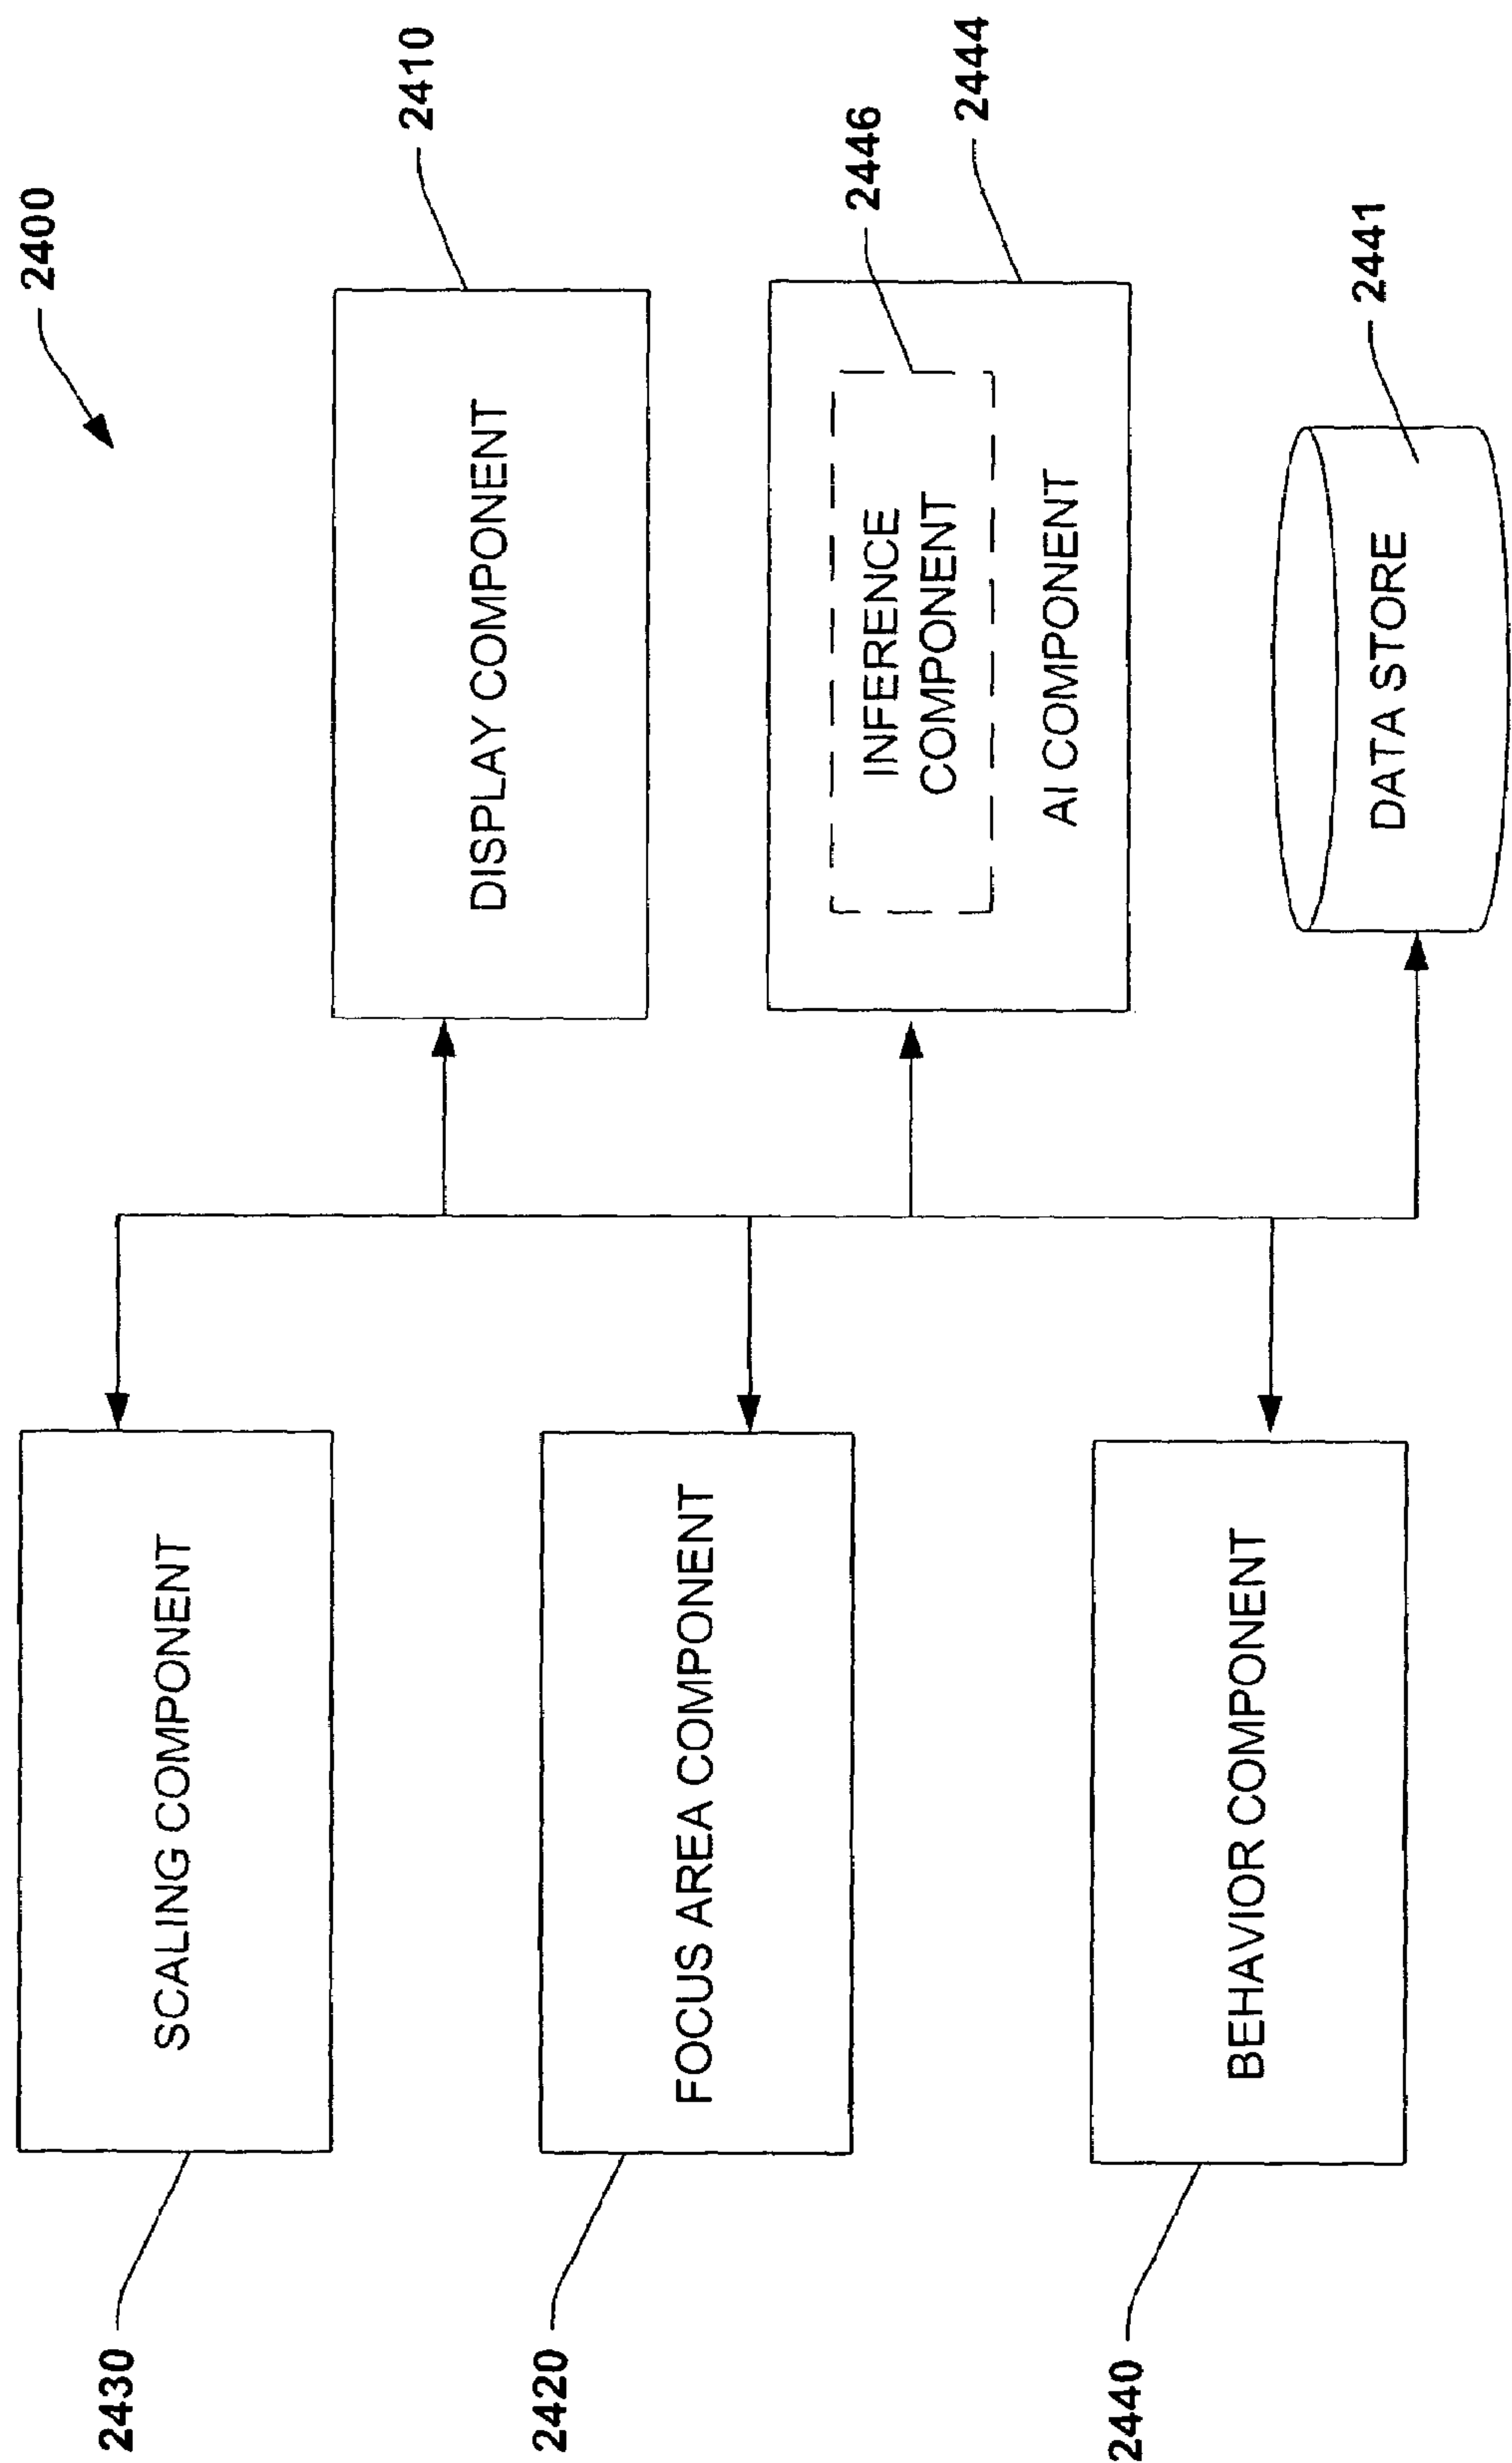 2400
SCALING COMPONENT
2430
DISPLAY COMPONENT
2410
FOCUS AREA COMPONENT
2420
INFERENCE
COMPONENT
2446
AI COMPONENT
2444
BEHAVIOR COMPONENT
2440
DATA STORE
2441